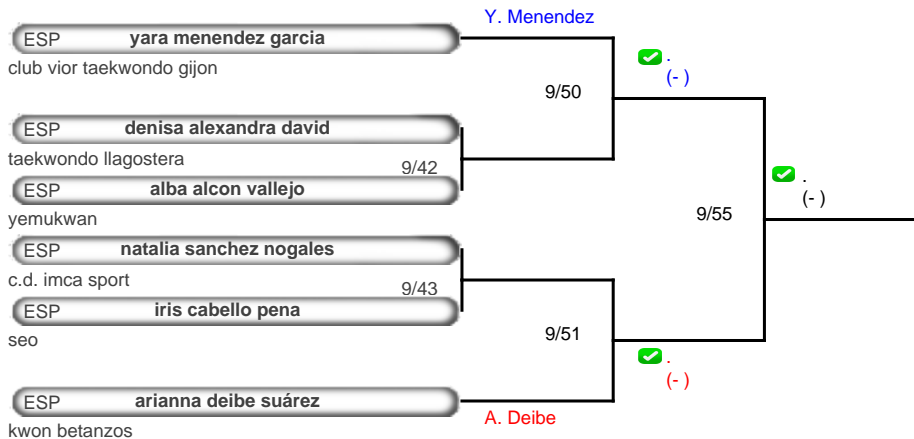 Y. Menendez
ESP yara menendez garcia
club vior taekwondo gijon
.
(- )
9/50
ESP denisa alexandra david
taekwondo llagostera
9/42
ESP alba alcon vallejo
yemukwan
.
(- )
9/55
ESP natalia sanchez nogales
c.d. imca sport
9/43
ESP iris cabello pena
seo
9/51
.
(- )
ESP arianna deibe suárez
A. Deibe
kwon betanzos